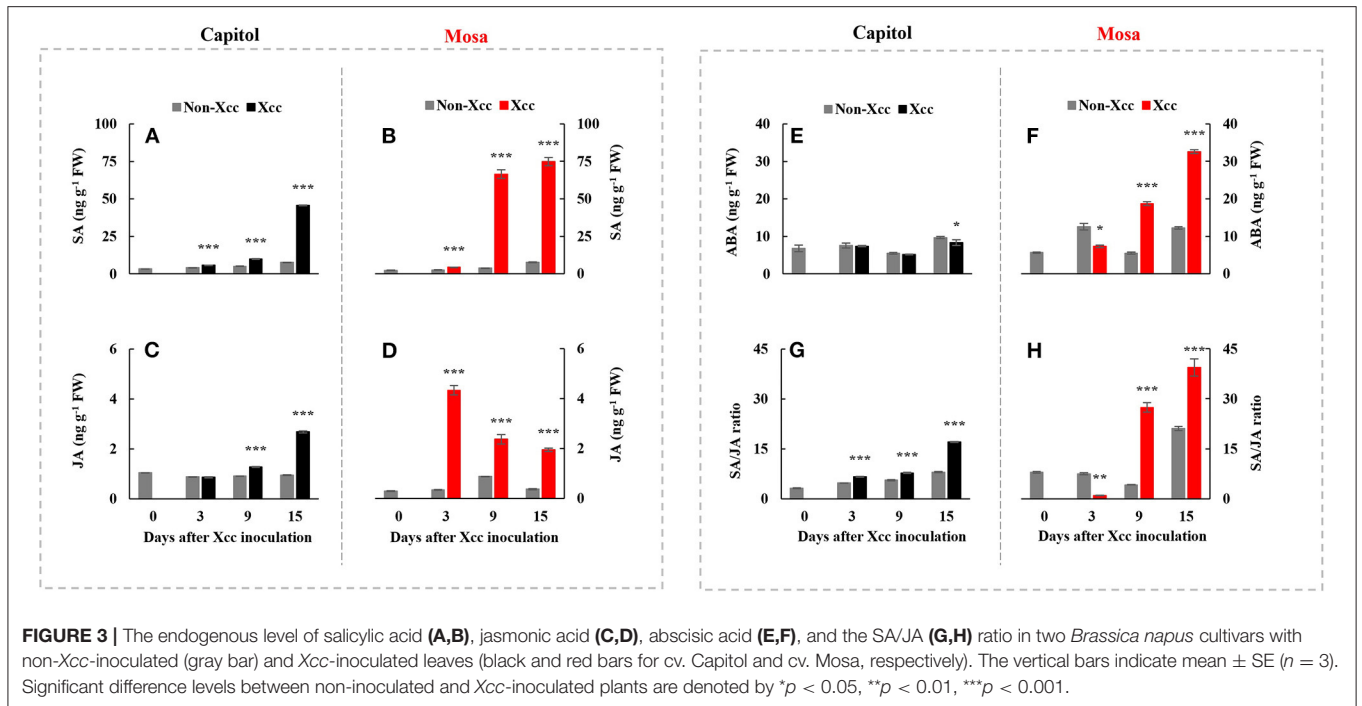 Capitol
Mosa
Capitol
Mosa
Non-Xcc Xcc
Non-Xcc Xcc
Non-Xcc Xcc
Non-Xcc Xcc
A
SA (ng g⁻¹ FW)
100
75
50
25
0
***
***
***
B
SA (ng g⁻¹ FW)
100
75
50
25
0
***
***
***
E
ABA (ng g⁻¹ FW)
40
30
20
10
0
*
F
ABA (ng g⁻¹ FW)
40
30
20
10
0
*
***
***
C
JA (ng g⁻¹ FW)
6
4
2
0
***
***
0 3 9 15
Days after Xcc inoculation
D
JA (ng g⁻¹ FW)
6
4
2
0
***
***
***
0 3 9 15
Days after Xcc inoculation
G
SA/JA ratio
45
30
15
0
***
***
***
0 3 9 15
Days after Xcc inoculation
H
SA/JA ratio
45
30
15
0
**
***
***
0 3 9 15
Days after Xcc inoculation
FIGURE 3 | The endogenous level of salicylic acid (A,B), jasmonic acid (C,D), abscisic acid (E,F), and the SA/JA (G,H) ratio in two Brassica napus cultivars with
non-Xcc-inoculated (gray bar) and Xcc-inoculated leaves (black and red bars for cv. Capitol and cv. Mosa, respectively). The vertical bars indicate mean ± SE (n = 3).
Significant difference levels between non-inoculated and Xcc-inoculated plants are denoted by *p < 0.05, **p < 0.01, ***p < 0.001.